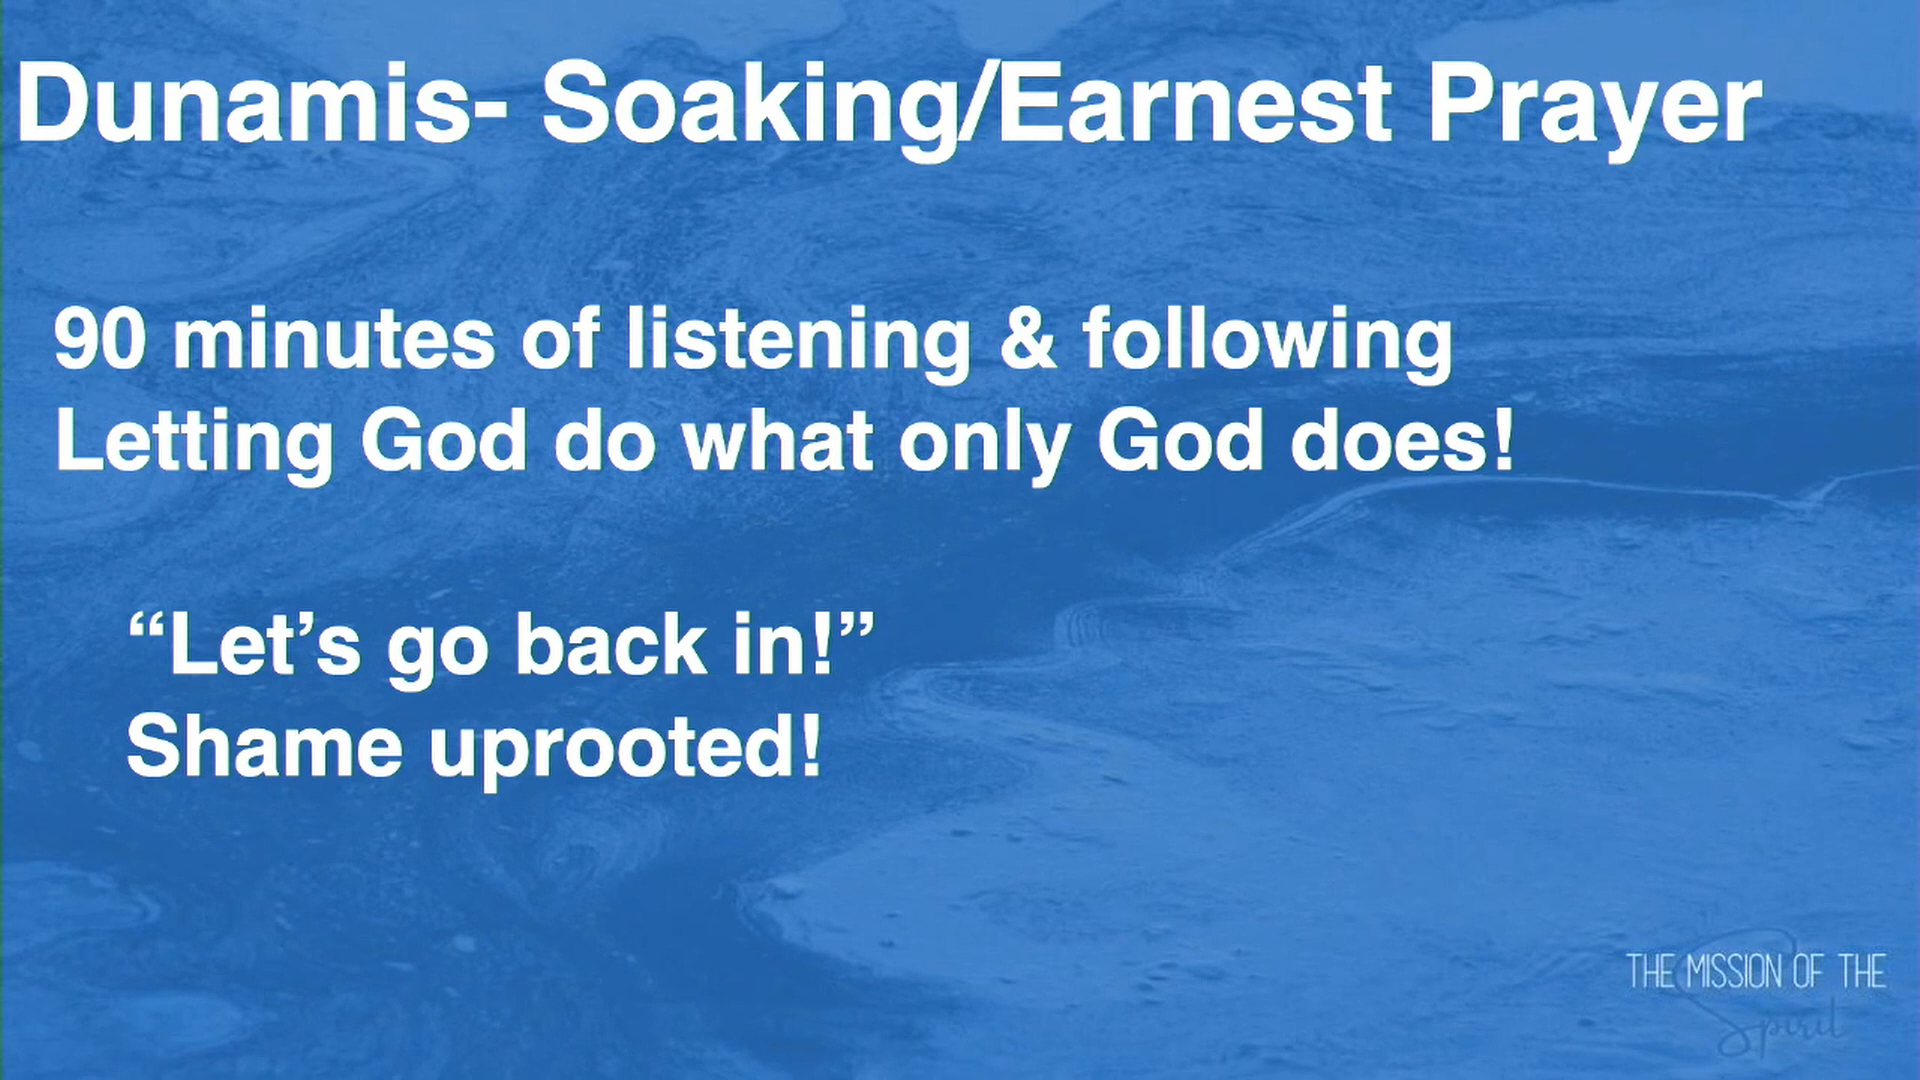 Dunamis- Soaking/Earnest Prayer
90 minutes of listening & following
Letting God do what only God does!
“Let’s go back in!”
Shame uprooted!
THE MISSION OF THE
Spirit